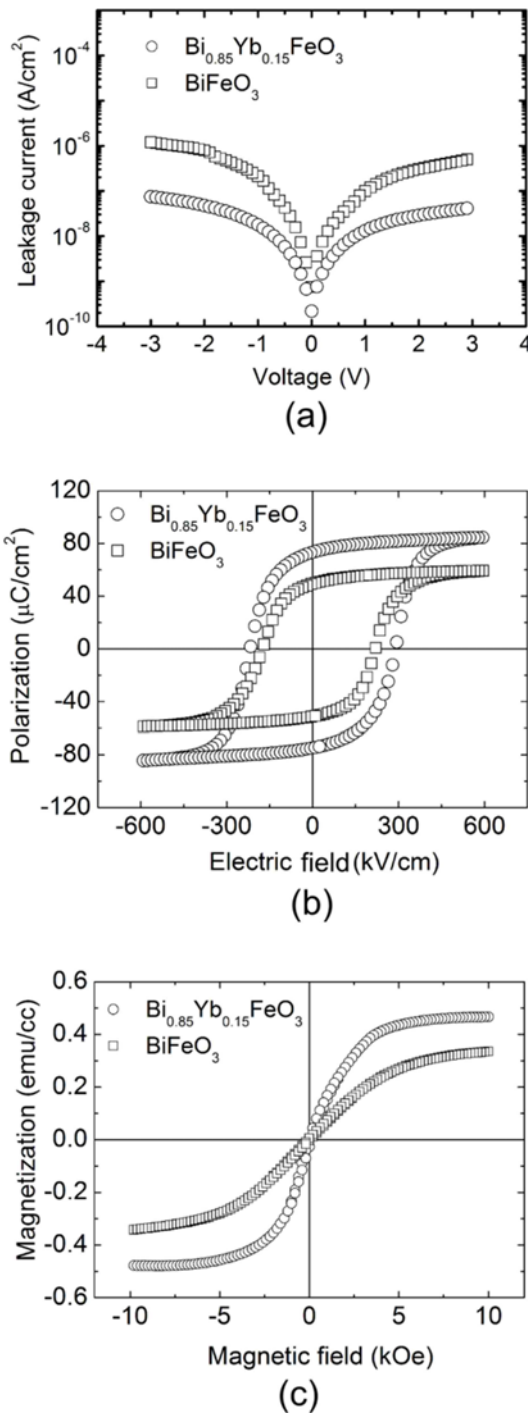 Bi0.85Yb0.15FeO3
BiFeO3
Leakage current (A/cm2)
10-4
10-6
10-8
10-10
-4 -3 -2 -1 0 1 2 3 4
Voltage (V)
(a)
Bi0.85Yb0.15FeO3
BiFeO3
Polarization (μC/cm2)
120
80
40
0
-40
-80
-120
-600 -300 0 300 600
Electric field (kV/cm)
(b)
Bi0.85Yb0.15FeO3
BiFeO3
Magnetization (emu/cc)
0.6
0.4
0.2
0.0
-0.2
-0.4
-0.6
-10 -5 0 5 10
Magnetic field (kOe)
(c)